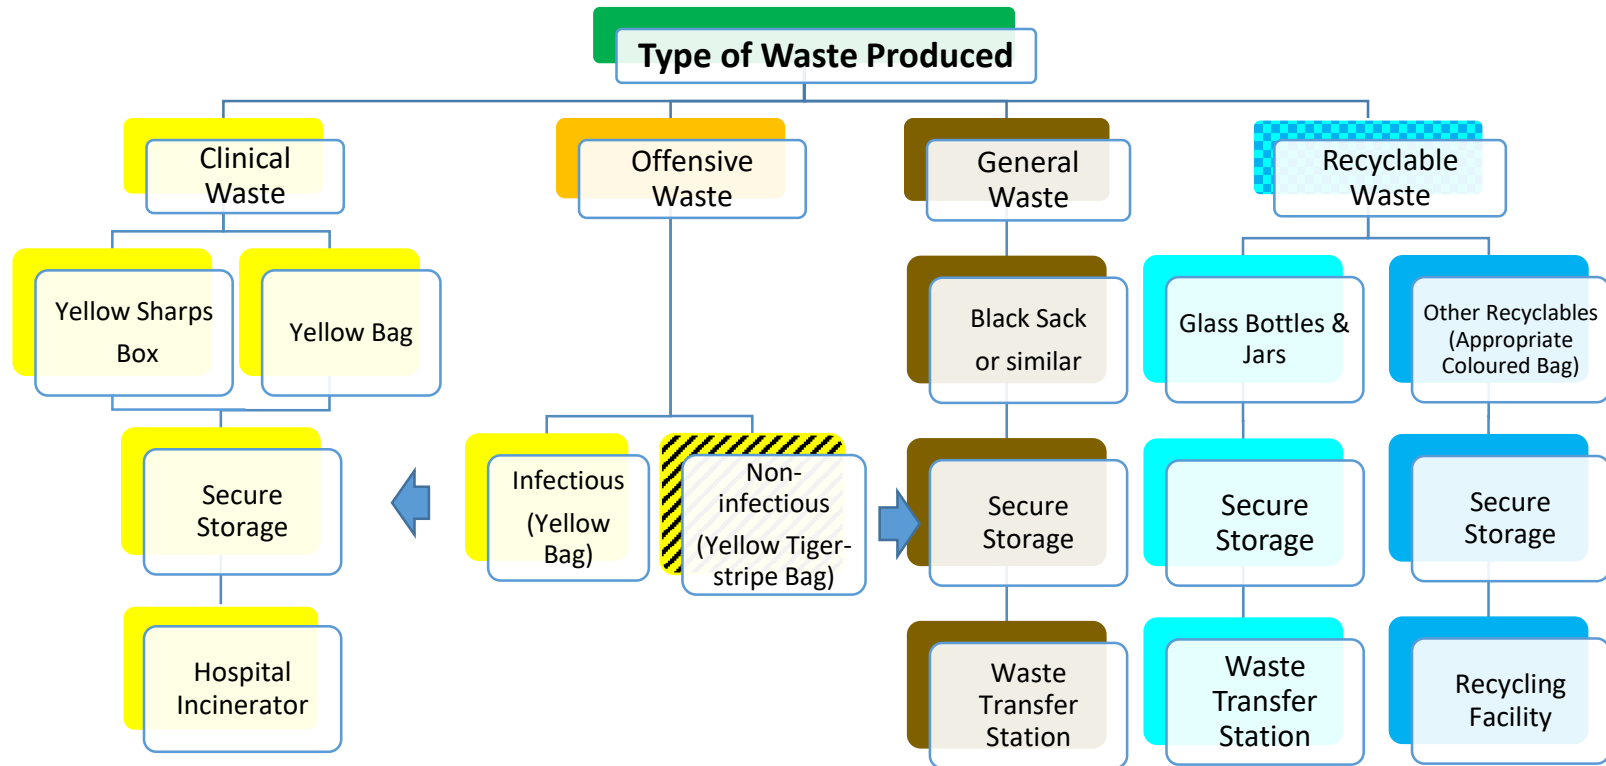 Type of Waste Produced
Clinical
Waste
Offensive
Waste
General
Waste
Recyclable
Waste
Yellow Sharps
Box
Yellow Bag
Black Sack
or similar
Glass Bottles &
Jars
Other Recyclables
(Appropriate
Coloured Bag)
Secure
Storage
Infectious
(Yellow
Bag)
Non-
infectious
(Yellow Tiger-
stripe Bag)
Secure
Storage
Secure
Storage
Secure
Storage
Hospital
Incinerator
Waste
Transfer
Station
Waste
Transfer
Station
Recycling
Facility